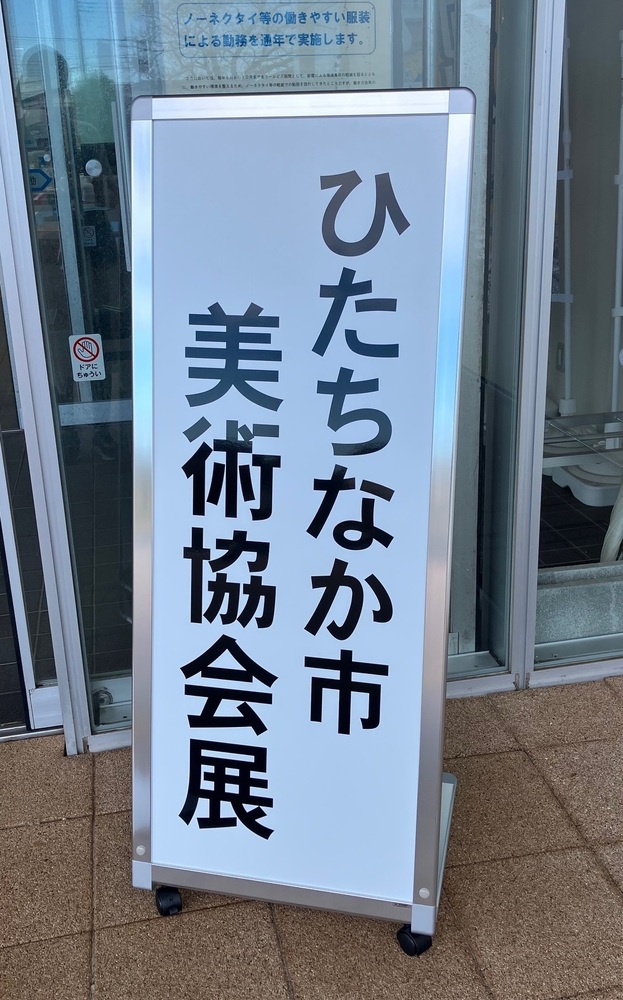 ノーネクタイ等の働きやすい服装
による勤務を通年で実施します。
ひたちなか市
美術協会展
ドアに
ちゅうい